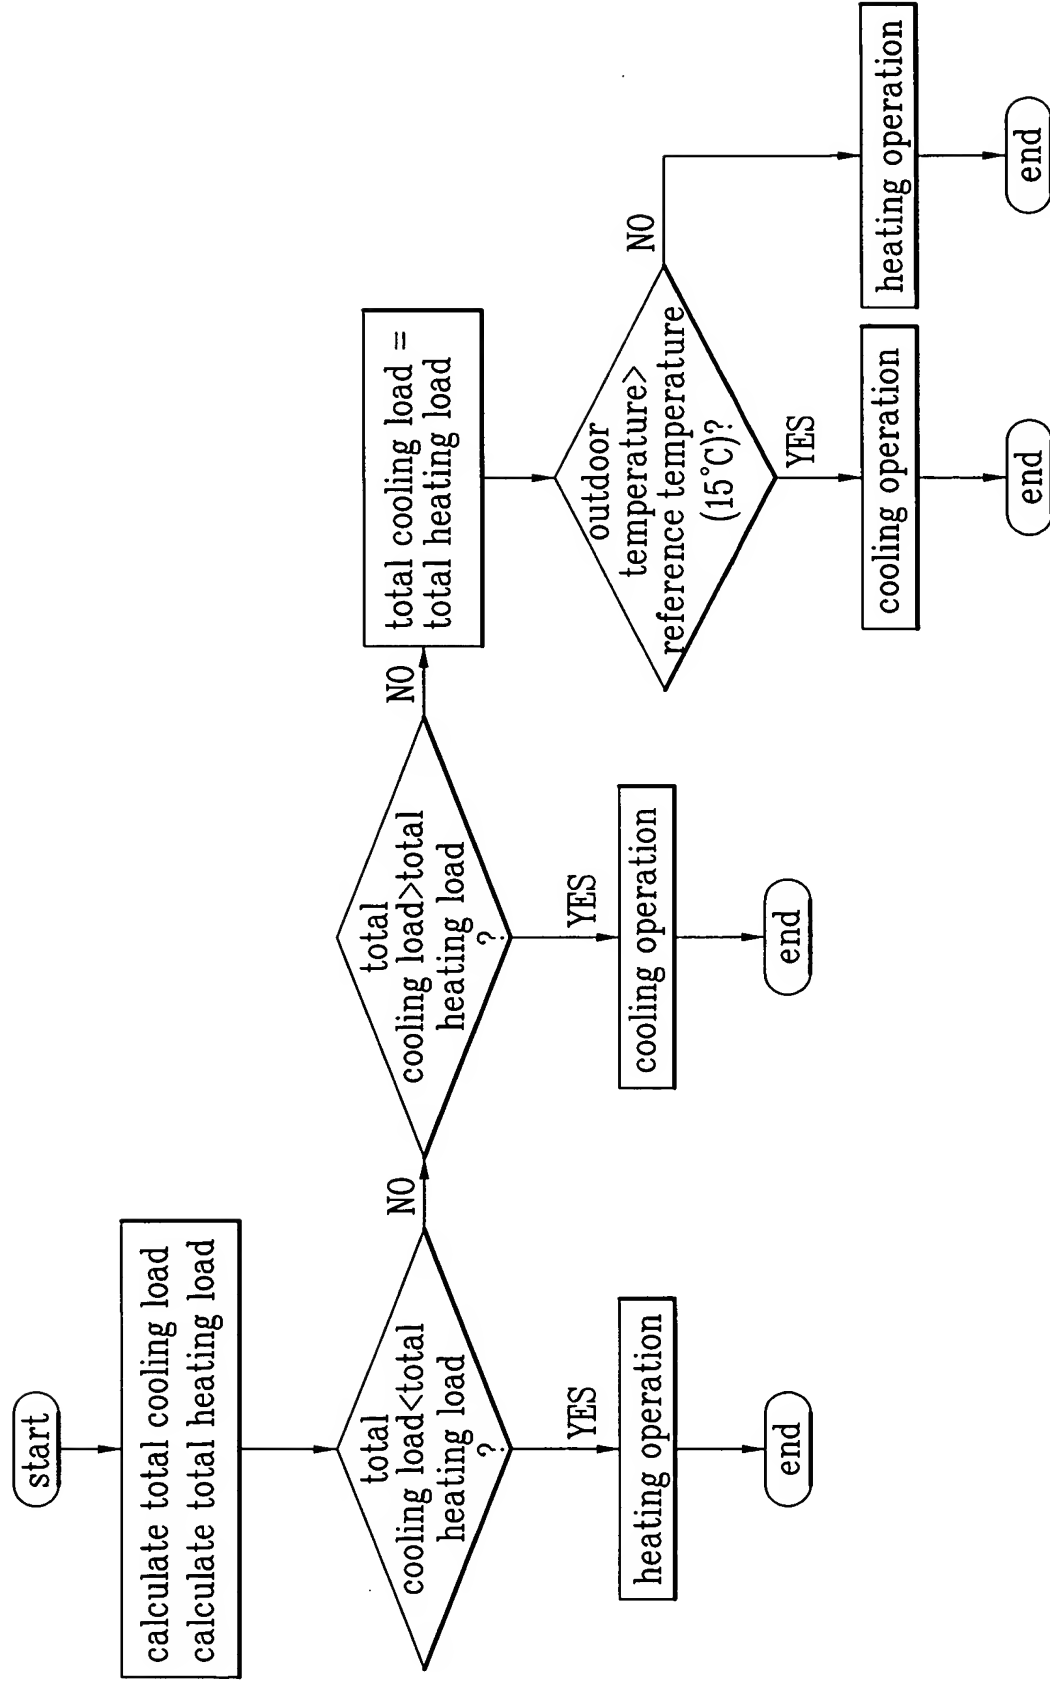 start
calculate total cooling load
calculate total heating load
total
cooling load<total
heating load
?
YES
heating operation
end
NO
total
cooling load>total
heating load
?
YES
cooling operation
end
NO
total cooling load =
total heating load
outdoor
temperature>
reference temperature
(15°C)?
YES
cooling operation
end
NO
heating operation
end